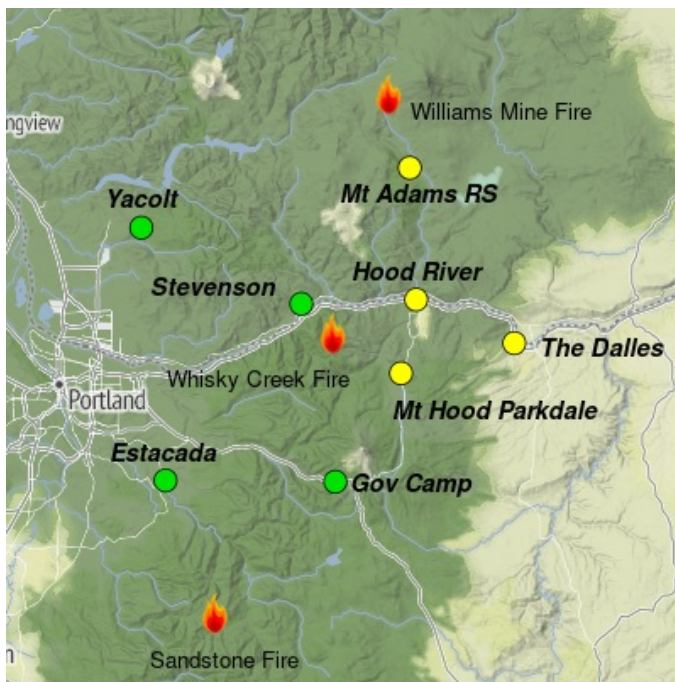 Williams Mine Fire
ngview
Mt Adams RS
Yacolt
Hood River
Stevenson
The Dalles
Whisky Creek Fire
Portland
Mt Hood Parkdale
Estacada
Gov Camp
Sandstone Fire
n